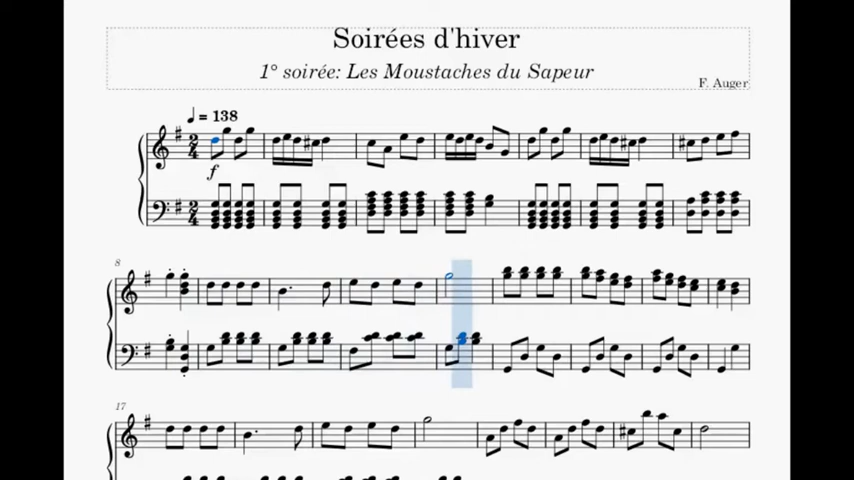 Soirées d'hiver
1° soirée: Les Moustaches du Sapeur
F. Auger
= 138
f
8
17